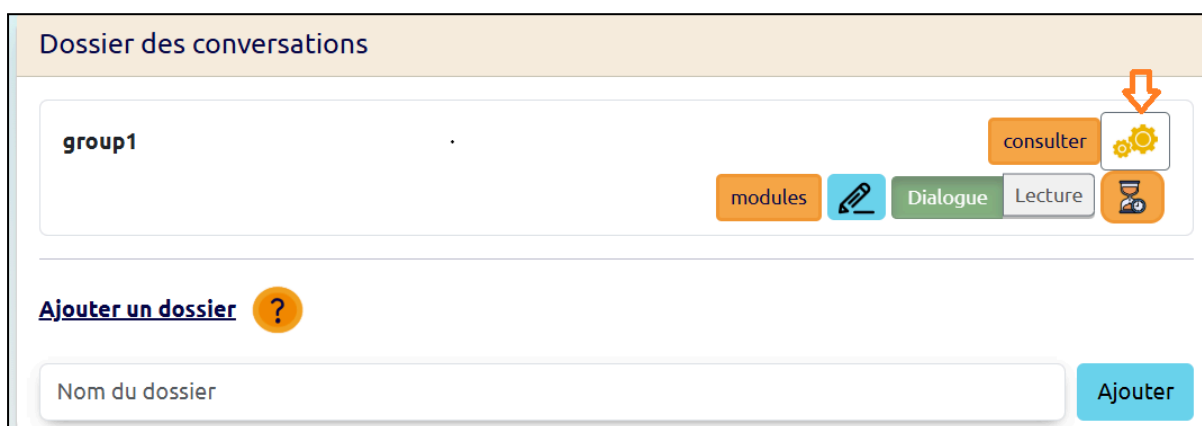 Dossier des conversations
group1
consulter
modules Dialogue Lecture
Ajouter un dossier ?
Nom du dossier Ajouter